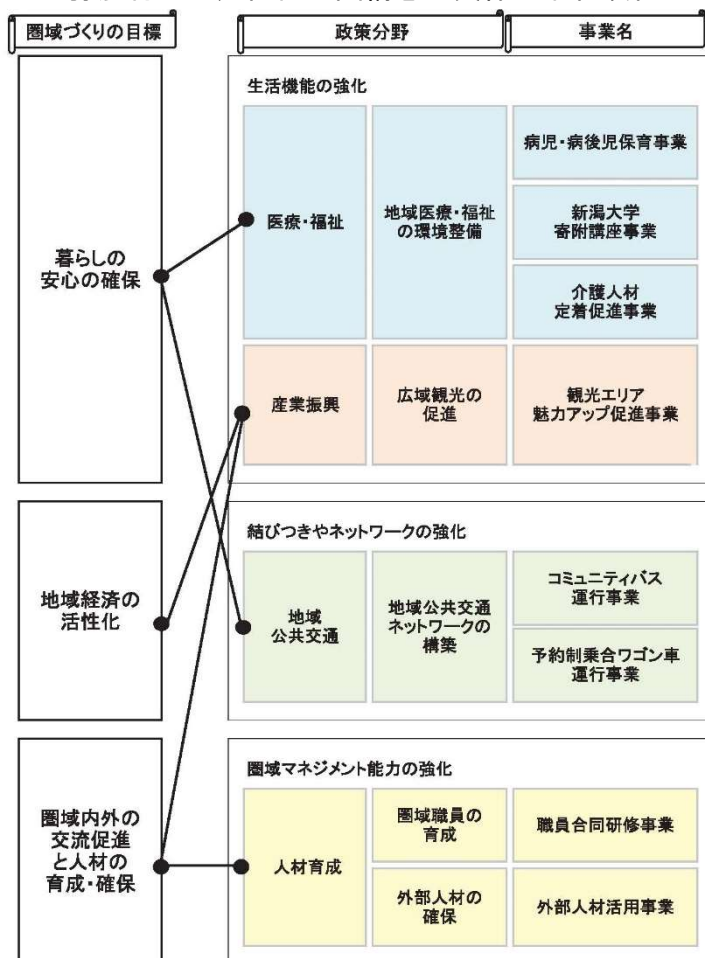 圏域づくりの目標
政策分野
事業名
暮らしの
安心の確保
生活機能の強化
医療・福祉
地域医療・福祉
の環境整備
病児・病後児保育事業
新潟大学
寄附講座事業
介護人材
定着促進事業
産業振興
広域観光の
促進
観光エリア
魅力アップ促進事業
地域経済の
活性化
結びつきやネットワークの強化
地域
公共交通
地域公共交通
ネットワークの
構築
コミュニティバス
運行事業
予約制乗合ワゴン車
運行事業
圏域内外の
交流促進
と人材の
育成・確保
圏域マネジメント能力の強化
人材育成
圏域職員の
育成
職員合同研修事業
外部人材の
確保
外部人材活用事業